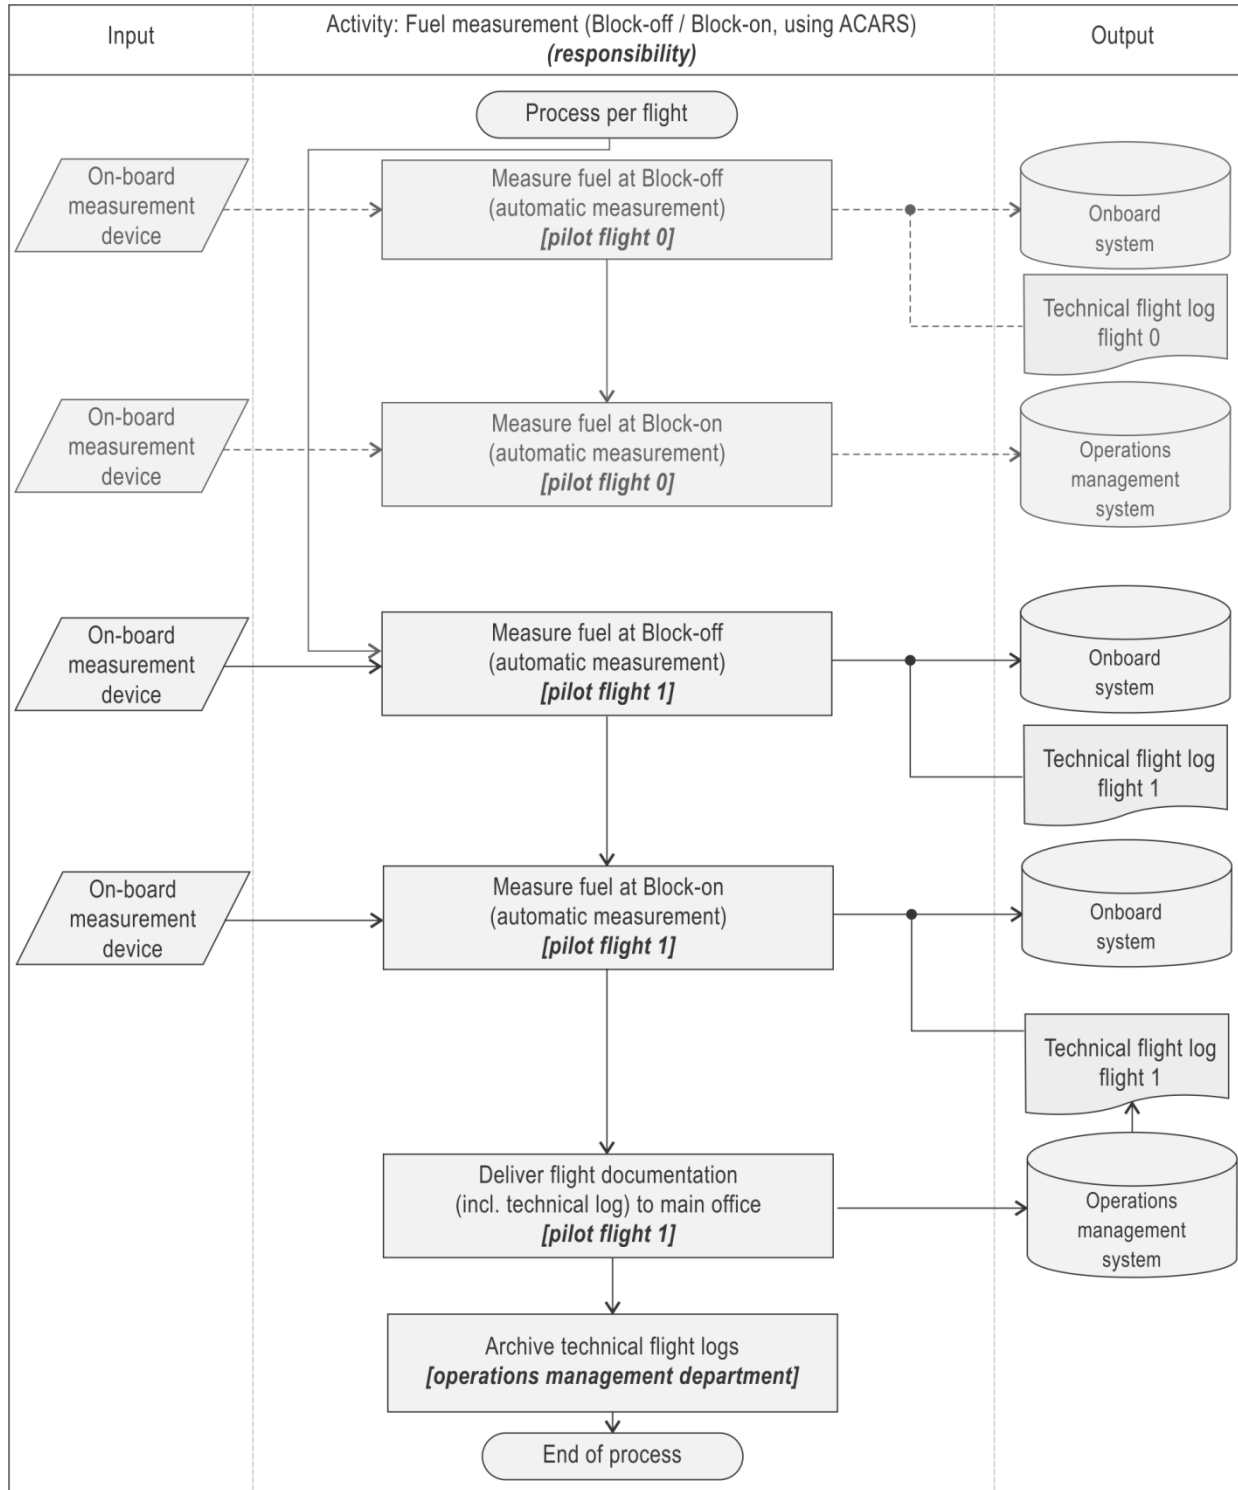 Input
Activity: Fuel measurement (Block-off / Block-on, using ACARS)
(responsibility)
Output
Process per flight
On-board
measurement
device
Measure fuel at Block-off
(automatic measurement)
[pilot flight 0]
Onboard
system
Technical flight log
flight 0
On-board
measurement
device
Measure fuel at Block-on
(automatic measurement)
[pilot flight 0]
Operations
management
system
On-board
measurement
device
Measure fuel at Block-off
(automatic measurement)
[pilot flight 1]
Onboard
system
Technical flight log
flight 1
On-board
measurement
device
Measure fuel at Block-on
(automatic measurement)
[pilot flight 1]
Onboard
system
Technical flight log
flight 1
Deliver flight documentation
(incl. technical log) to main office
[pilot flight 1]
Operations
management
system
Archive technical flight logs
[operations management department]
End of process